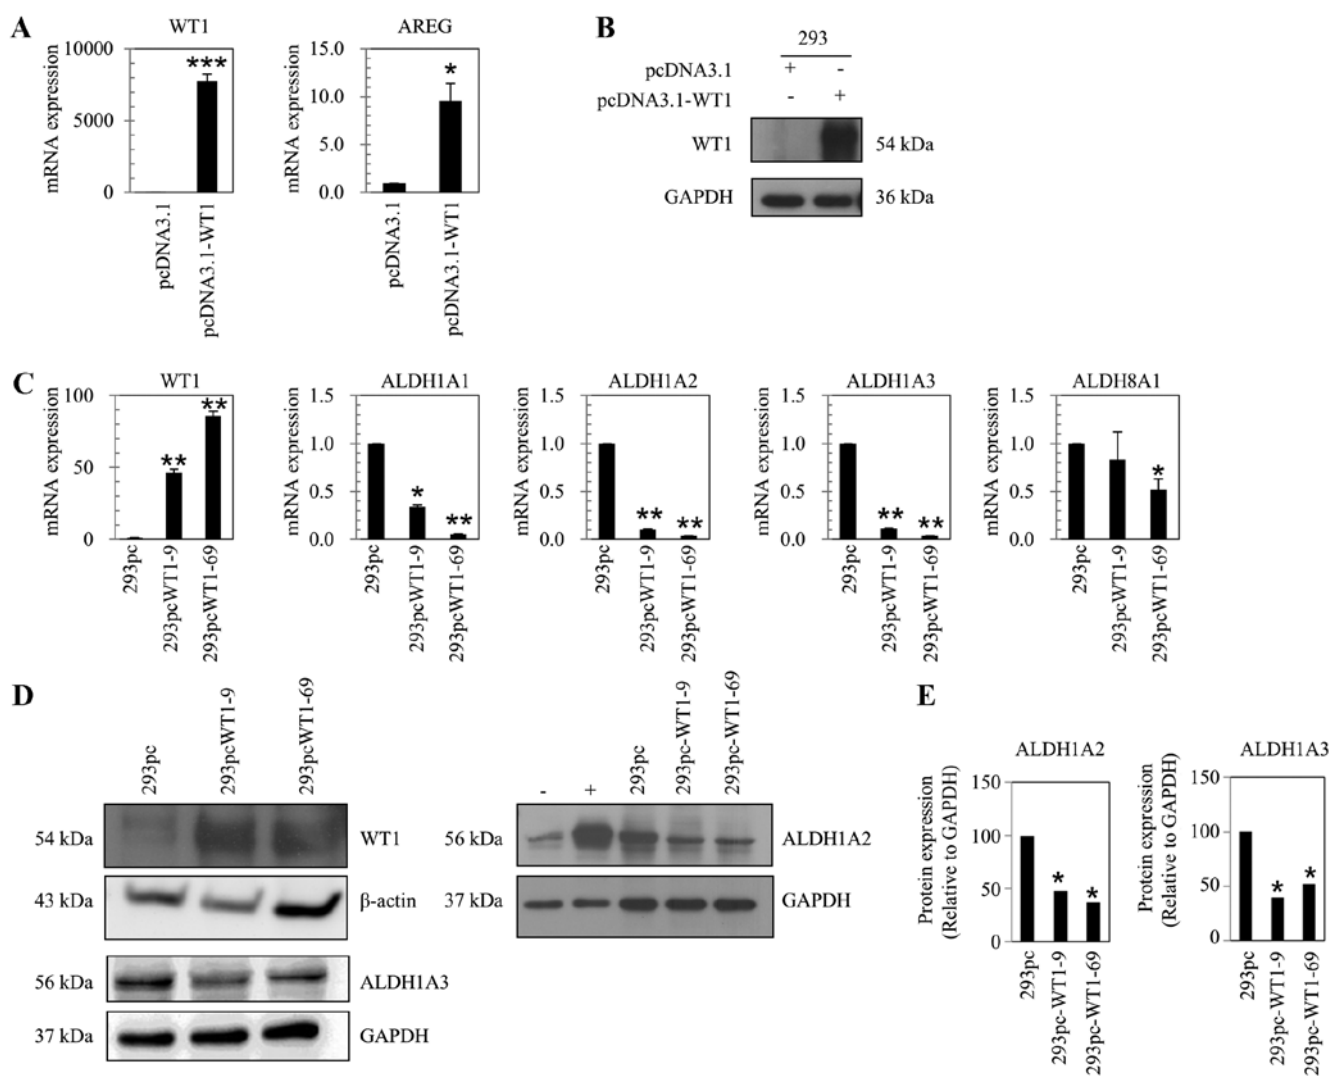 A
WT1
mRNA expression
10000
5000
0
***
pcDNA3.1
pcDNA3.1-WT1
AREG
mRNA expression
15.0
10.0
5.0
0.0
*
pcDNA3.1
pcDNA3.1-WT1
B
293
pcDNA3.1 + -
pcDNA3.1-WT1 - +
WT1 54 kDa
GAPDH 36 kDa
C
WT1
mRNA expression
100
50
0
**
**
293pc
293pcWT1-9
293pcWT1-69
ALDH1A1
mRNA expression
1.5
1.0
0.5
0.0
*
**
293pc
293pcWT1-9
293pcWT1-69
ALDH1A2
mRNA expression
1.5
1.0
0.5
0.0
**
**
293pc
293pcWT1-9
293pcWT1-69
ALDH1A3
mRNA expression
1.5
1.0
0.5
0.0
**
**
293pc
293pcWT1-9
293pcWT1-69
ALDH8A1
mRNA expression
1.5
1.0
0.5
0.0
*
293pc
293pcWT1-9
293pcWT1-69
D
293pc
293pcWT1-9
293pcWT1-69
54 kDa WT1
43 kDa β-actin
56 kDa ALDH1A3
37 kDa GAPDH
-
+
293pc
293pc-WT1-9
293pc-WT1-69
56 kDa ALDH1A2
37 kDa GAPDH
E
ALDH1A2
Protein expression
(Relative to GAPDH)
150
100
50
0
*
*
293pc
293pc-WT1-9
293pc-WT1-69
ALDH1A3
Protein expression
(Relative to GAPDH)
150
100
50
0
*
*
293pc
293pc-WT1-9
293pc-WT1-69